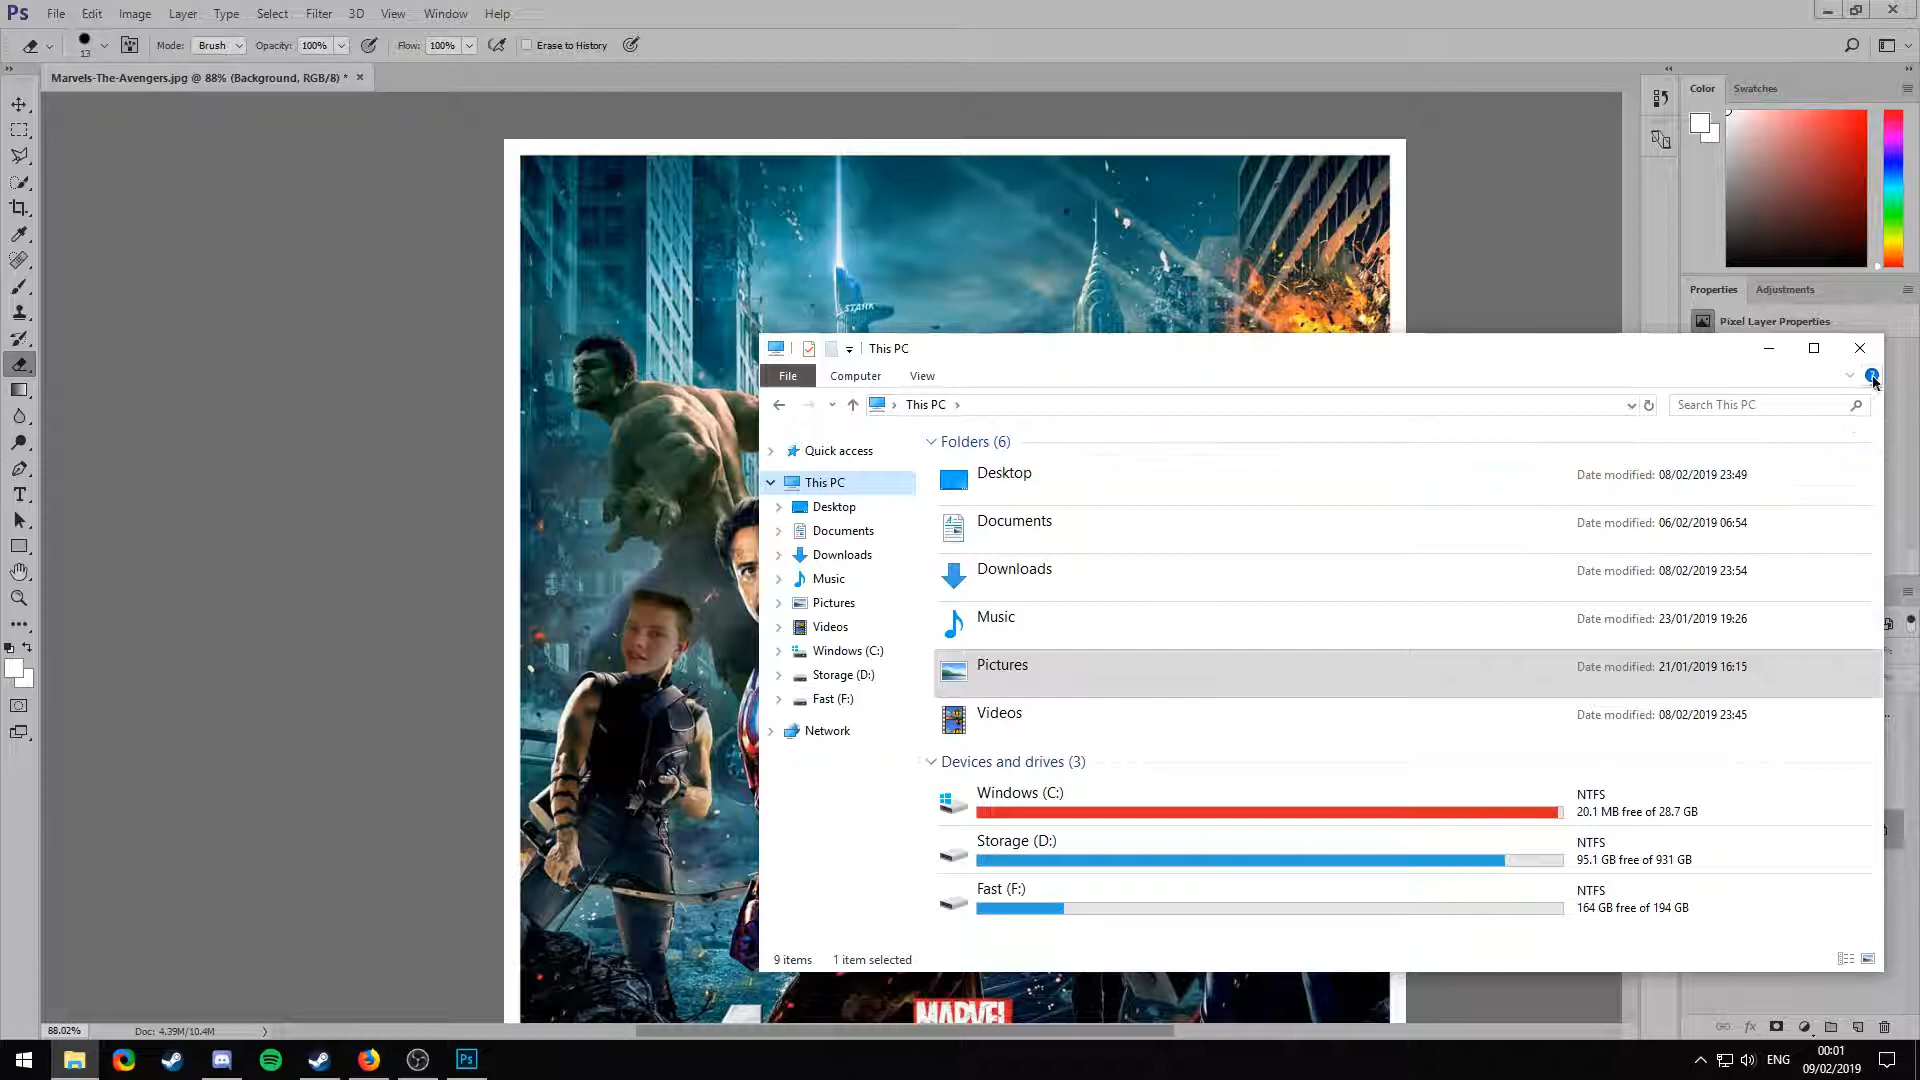 Ps File Edit Image Layer Type Select Filter 3D View Window Help
13 Mode: Brush Opacity: 100% Flow: 100% Erase to History
Marvels-The-Avengers.jpg @ 88% (Background, RGB/8) *
Color Swatches
Properties Adjustments
Pixel Layer Properties
STARK
This PC
File Computer View
This PC
Search This PC
Quick access
This PC
Desktop
Documents
Downloads
Music
Pictures
Videos
Windows (C:)
Storage (D:)
Fast (F:)
Network
Folders (6)
Desktop Date modified: 08/02/2019 23:49
Documents Date modified: 06/02/2019 06:54
Downloads Date modified: 08/02/2019 23:54
Music Date modified: 23/01/2019 19:26
Pictures Date modified: 21/01/2019 16:15
Videos Date modified: 08/02/2019 23:45
Devices and drives (3)
Windows (C:) NTFS
20.1 MB free of 28.7 GB
Storage (D:) NTFS
95.1 GB free of 931 GB
Fast (F:) NTFS
164 GB free of 194 GB
9 items 1 item selected
MARVEL
88.02% Doc: 4.39M/10.4M
fx
Ps
ENG
00:01
09/02/2019